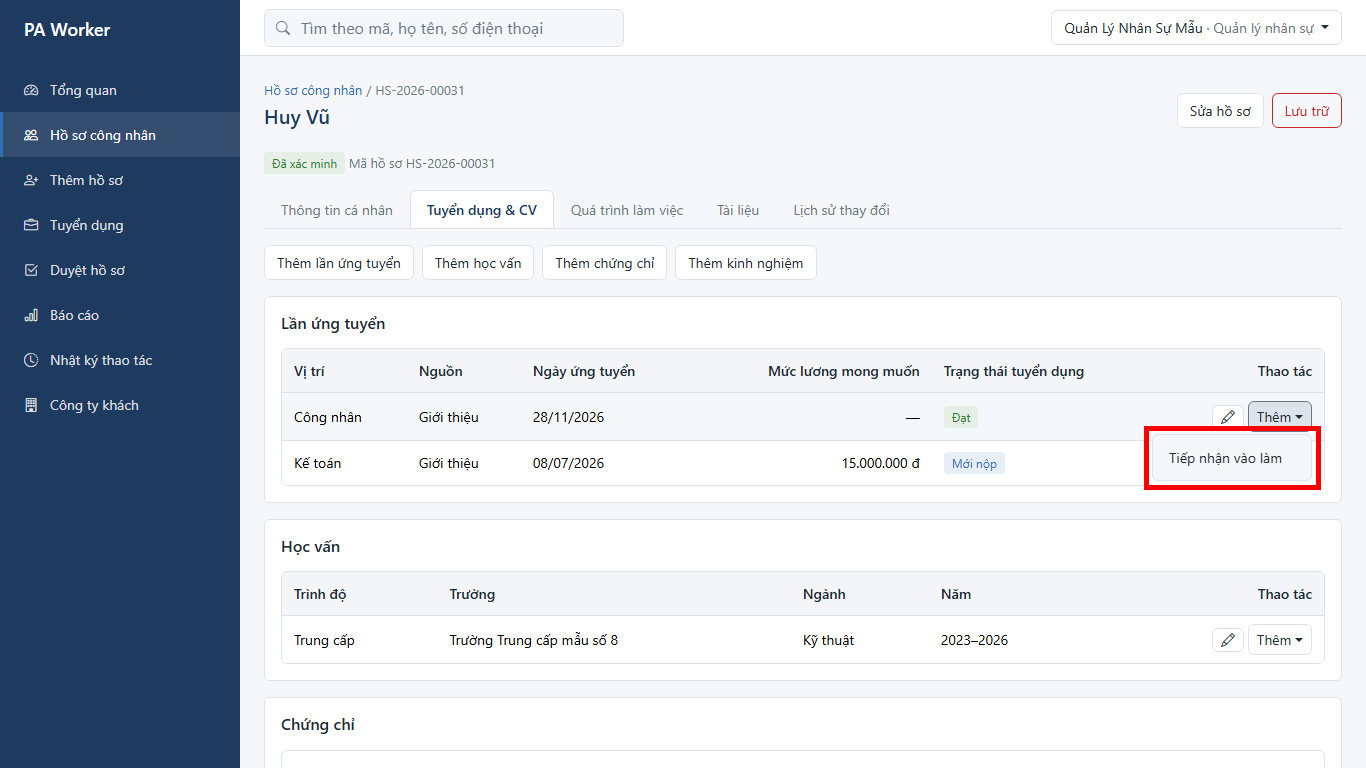 PA Worker
Tìm theo mã, họ tên, số điện thoại
Quản Lý Nhân Sự Mẫu · Quản lý nhân sự
Tổng quan
Hồ sơ công nhân
Thêm hồ sơ
Tuyển dụng
Duyệt hồ sơ
Báo cáo
Nhật ký thao tác
Công ty khách
Hồ sơ công nhân / HS-2026-00031
Huy Vũ
Sửa hồ sơ
Lưu trữ
Đã xác minh Mã hồ sơ HS-2026-00031
Thông tin cá nhân Tuyển dụng & CV Quá trình làm việc Tài liệu Lịch sử thay đổi
Thêm lần ứng tuyển Thêm học vấn Thêm chứng chỉ Thêm kinh nghiệm
Lần ứng tuyển
Vị trí Nguồn Ngày ứng tuyển Mức lương mong muốn Trạng thái tuyển dụng Thao tác
Công nhân Giới thiệu 28/11/2026 — Đạt Thêm
Kế toán Giới thiệu 08/07/2026 15.000.000 đ Mới nộp
Tiếp nhận vào làm
Học vấn
Trình độ Trường Ngành Năm Thao tác
Trung cấp Trường Trung cấp mẫu số 8 Kỹ thuật 2023–2026 Thêm
Chứng chỉ